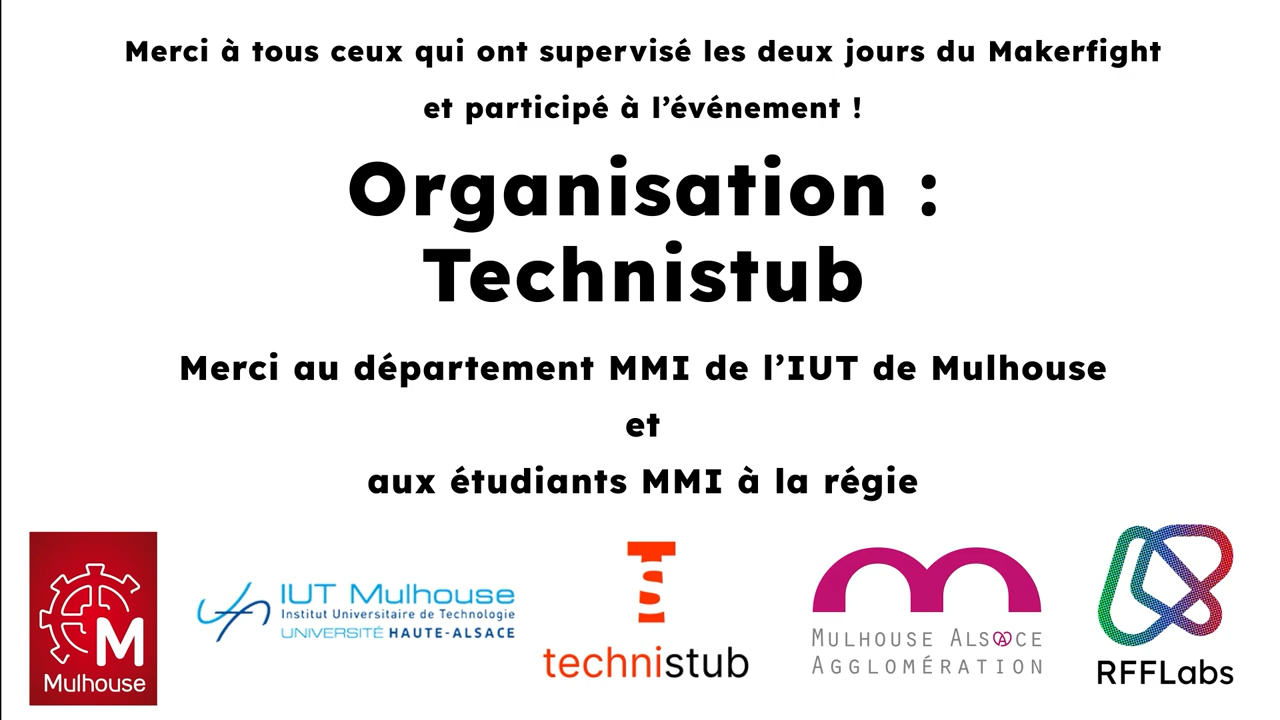 Merci à tous ceux qui ont supervisé les deux jours du Makerfight
et participé à l’événement !
Organisation :
Technistub
Merci au département MMI de l’IUT de Mulhouse
et
aux étudiants MMI à la régie
M
Mulhouse
IUT Mulhouse
Institut Universitaire de Technologie
UNIVERSITÉ HAUTE-ALSACE
TS
technistub
MULHOUSE ALSACE
AGGLOMÉRATION
RFFLabs